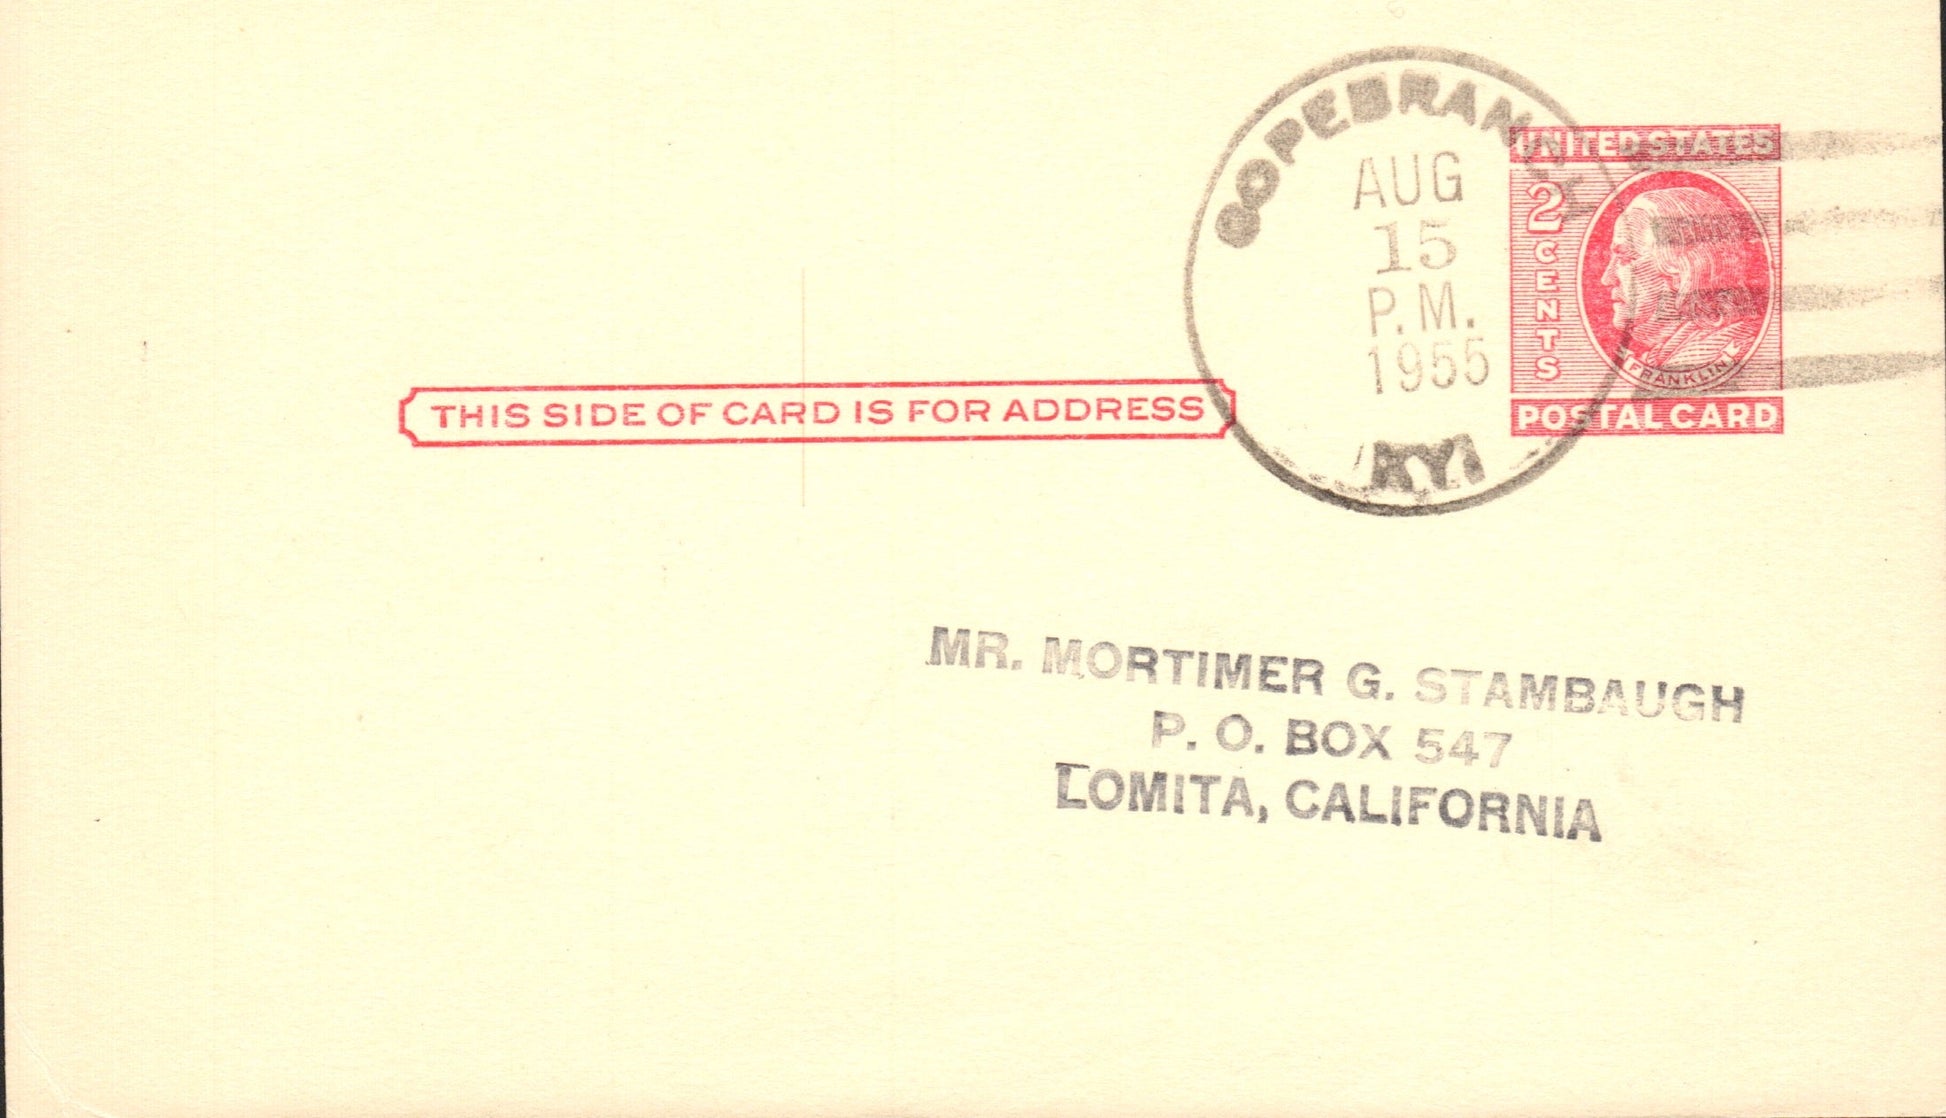 COPEBRANCH
AUG
15
P. M.
1955
KY.
UNITED STATES
2 CENTS
FRANKLIN
POSTAL CARD
THIS SIDE OF CARD IS FOR ADDRESS
MR. MORTIMER G. STAMBAUGH
P. O. BOX 547
LOMITA, CALIFORNIA